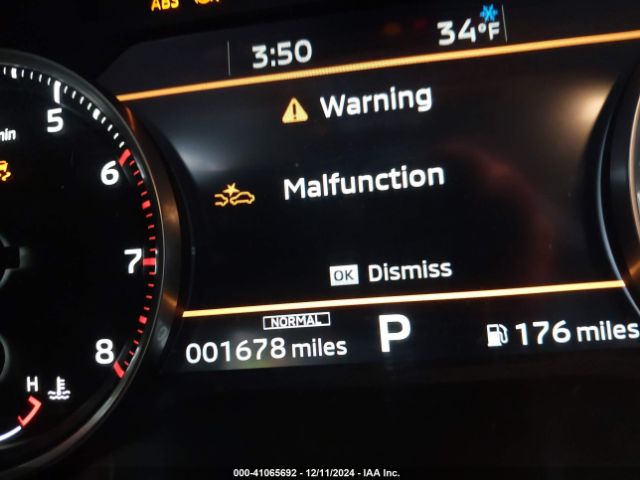 ABS
3:50
34°F
Warning
Malfunction
OK Dismiss
NORMAL
001678 miles
P
176 miles
5
6
7
8
H
000-41065692 - 12/11/2024 - IAA Inc.